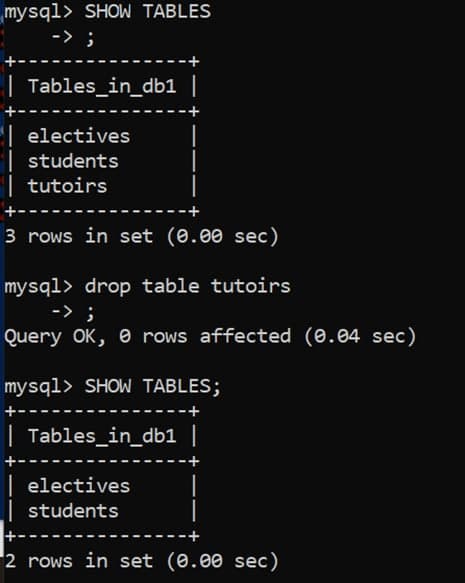 mysql> SHOW TABLES
    -> ;
+---------------+
| Tables_in_db1 |
+---------------+
| electives     |
| students      |
| tutoirs       |
+---------------+
3 rows in set (0.00 sec)

mysql> drop table tutoirs
    -> ;
Query OK, 0 rows affected (0.04 sec)

mysql> SHOW TABLES;
+---------------+
| Tables_in_db1 |
+---------------+
| electives     |
| students      |
+---------------+
2 rows in set (0.00 sec)